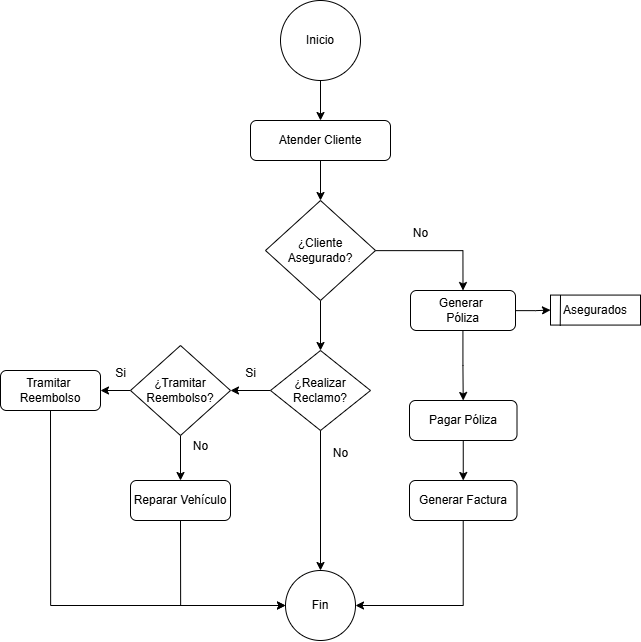 Inicio
Atender Cliente
¿Cliente
Asegurado?
No
Generar
Póliza
Asegurados
Tramitar
Reembolso
Si
¿Tramitar
Reembolso?
Si
¿Realizar
Reclamo?
No
No
Pagar Póliza
Reparar Vehículo
Generar Factura
Fin